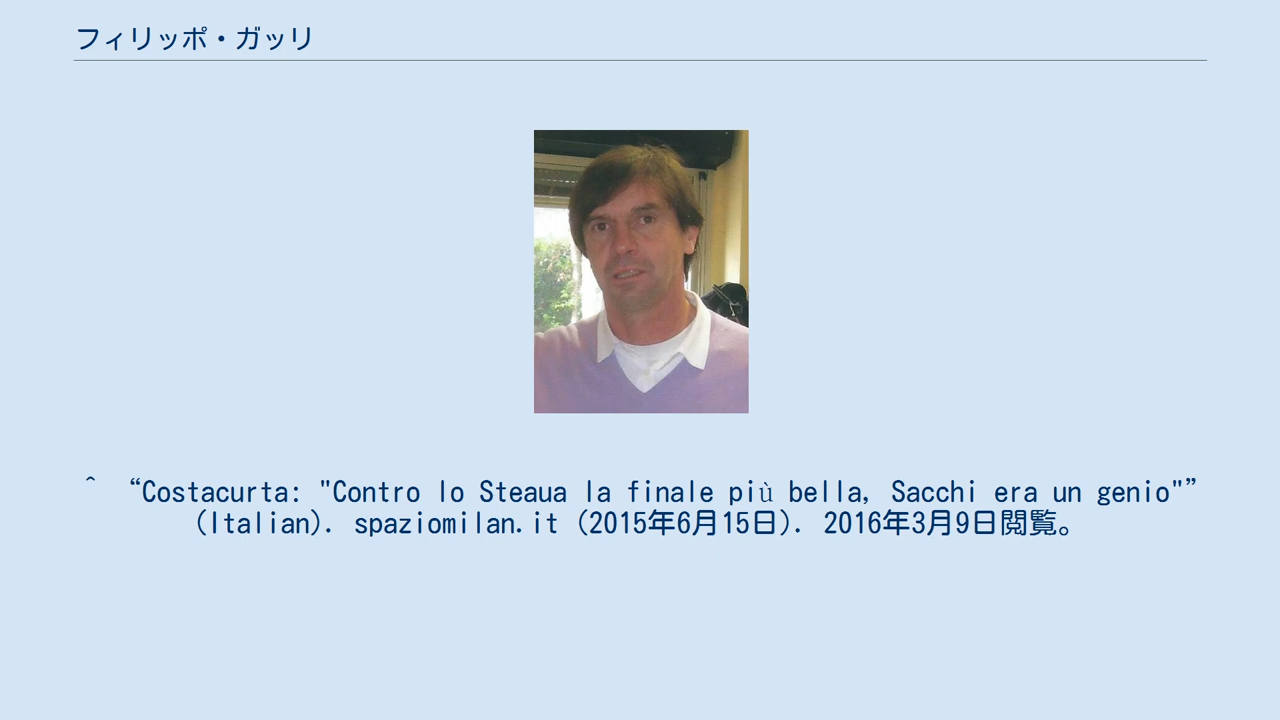 フィリッポ・ガッリ
^ “Costacurta: "Contro lo Steaua la finale più bella, Sacchi era un genio"”
(Italian). spaziomilan.it (2015年6月15日). 2016年3月9日閲覧。